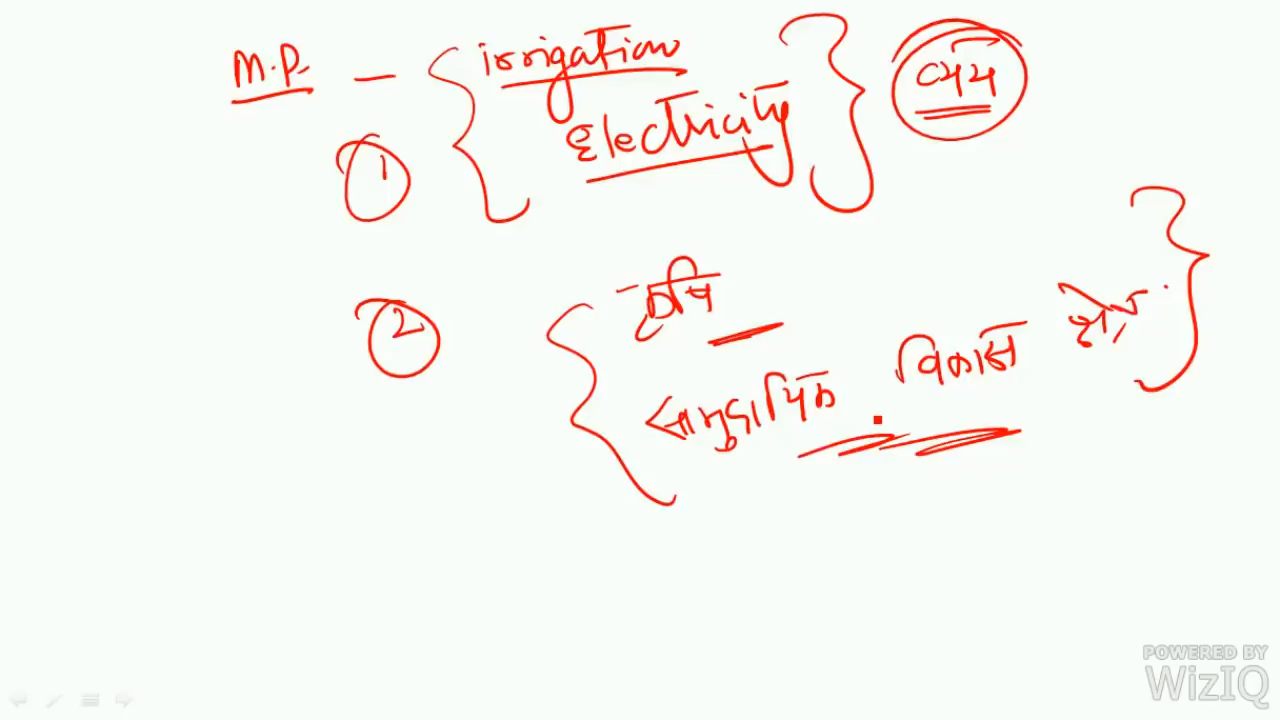 M.P. - { irrigation } व्यय
① Electricity
② { कृषि
सामुदायिक विकास क्षेत्र }
POWERED BY
WizIQ